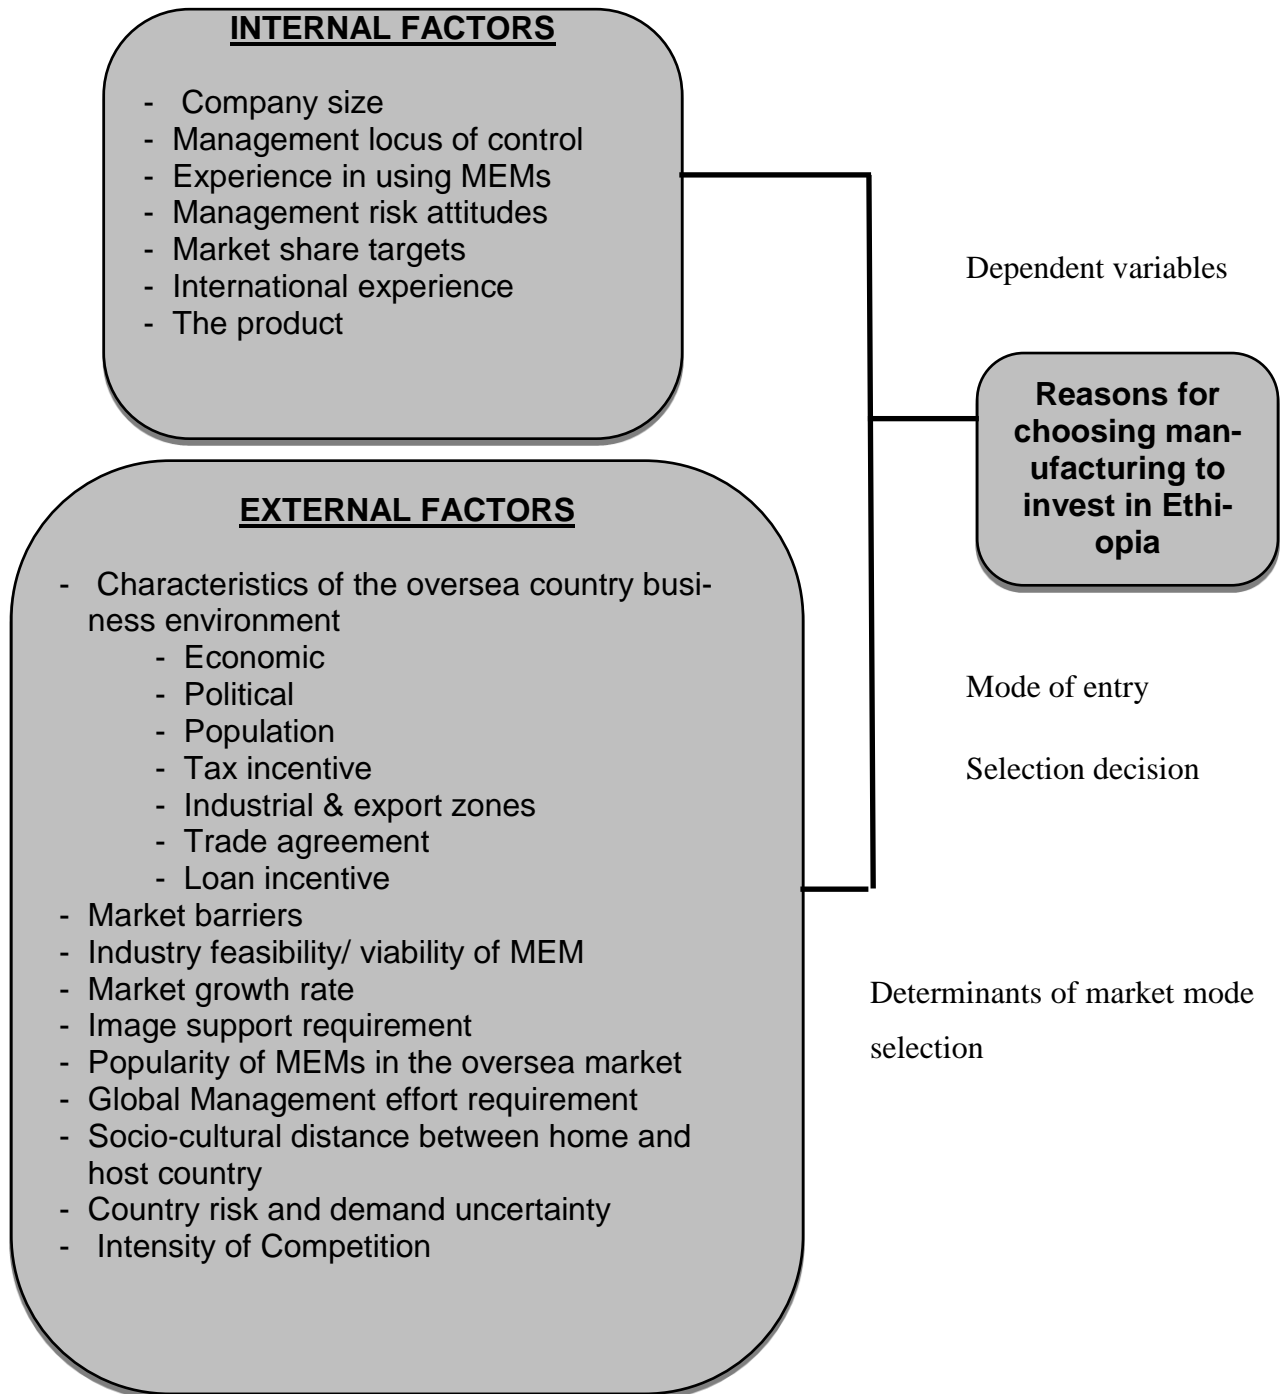 INTERNAL FACTORS
- Company size
- Management locus of control
- Experience in using MEMs
- Management risk attitudes
- Market share targets
- International experience
- The product
Dependent variables
Reasons for
choosing man-
ufacturing to
invest in Ethi-
opia
EXTERNAL FACTORS
- Characteristics of the oversea country busi-
ness environment
- Economic
- Political
- Population
- Tax incentive
- Industrial & export zones
- Trade agreement
- Loan incentive
- Market barriers
- Industry feasibility/ viability of MEM
- Market growth rate
- Image support requirement
- Popularity of MEMs in the oversea market
- Global Management effort requirement
- Socio-cultural distance between home and
host country
- Country risk and demand uncertainty
- Intensity of Competition
Mode of entry
Selection decision
Determinants of market mode
selection